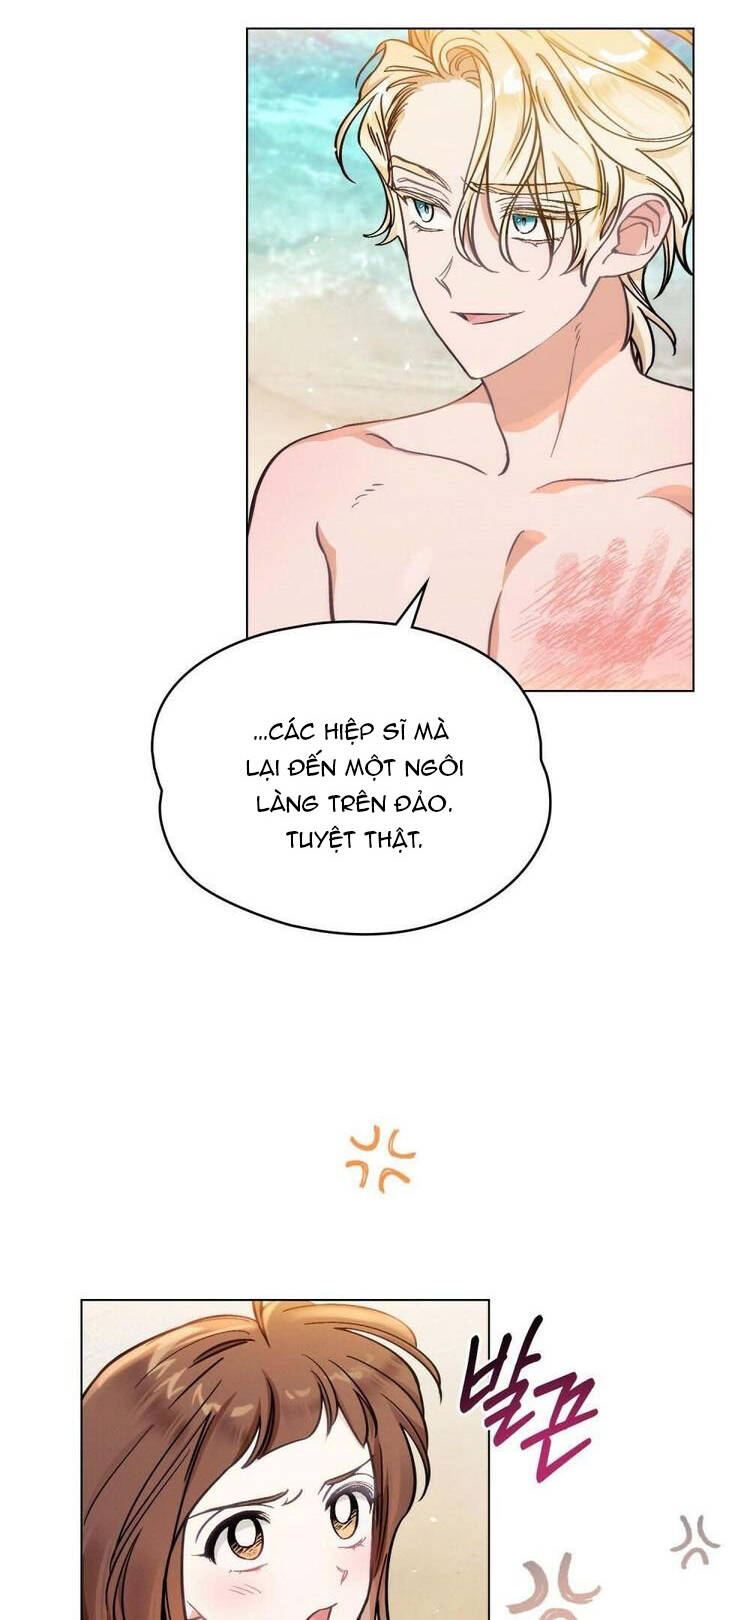 ...CÁC HIỆP SĨ MÀ
LẠI ĐẾN MỘT NGÔI
LÀNG TRÊN ĐẢO.
TUYỆT THẬT.
발끈